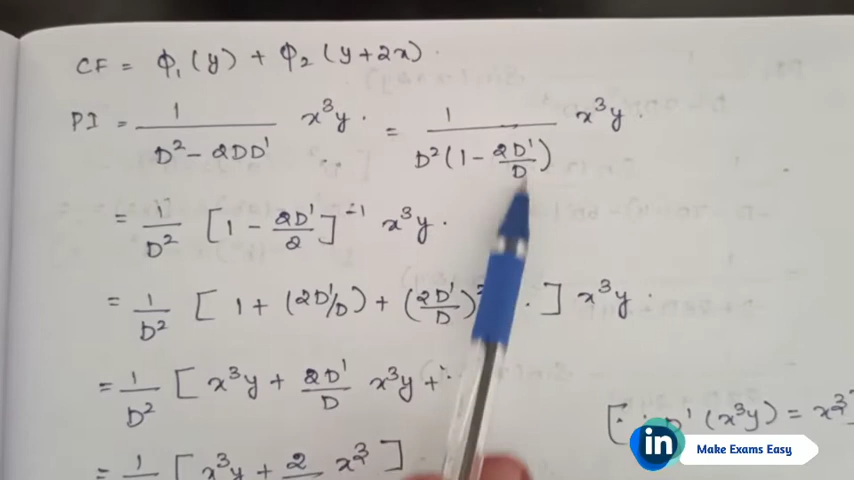 CF = Φ₁(y) + Φ₂(y+2x).
PI = 1/(D² - 2DD') x³y. = 1/(D²(1 - 2D'/D)) x³y.
= 1/D² [1 - 2D'/2]⁻¹ x³y.
= 1/D² [1 + (2D'/D) + (2D'/D)² . ] x³y.
= 1/D² [x³y + 2D'/D x³y + ..
[∵ D'(x³y) = x³
= 1/ [x³y + 2/ x³]
in Make Exams Easy